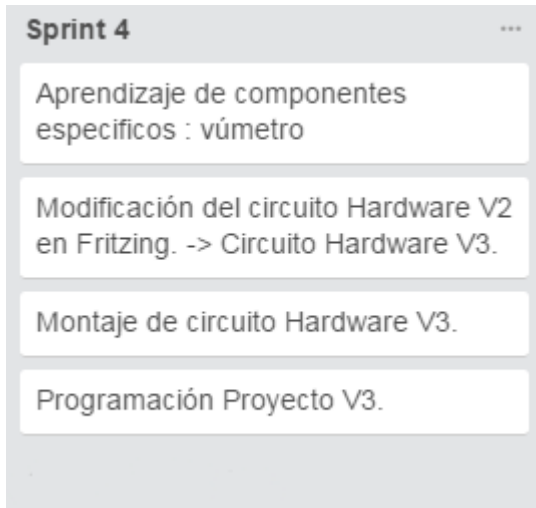 Sprint 4
Aprendizaje de componentes
especificos : vúmetro
Modificación del circuito Hardware V2
en Fritzing. -> Circuito Hardware V3.
Montaje de circuito Hardware V3.
Programación Proyecto V3.